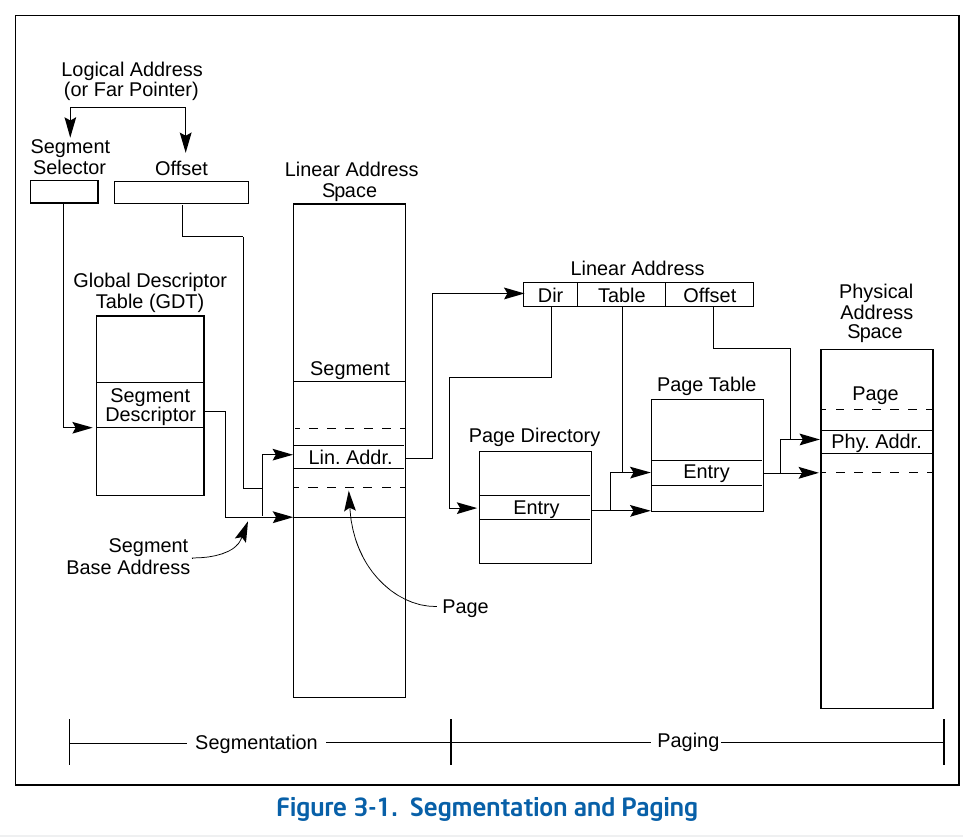 Logical Address
(or Far Pointer)
Segment
Selector
Offset
Linear Address
Space
Global Descriptor
Table (GDT)
Segment
Descriptor
Segment
Lin. Addr.
Segment
Base Address
Page
Linear Address
Dir
Table
Offset
Page Directory
Entry
Page Table
Entry
Physical
Address
Space
Page
Phy. Addr.
Segmentation
Paging
Figure 3-1. Segmentation and Paging